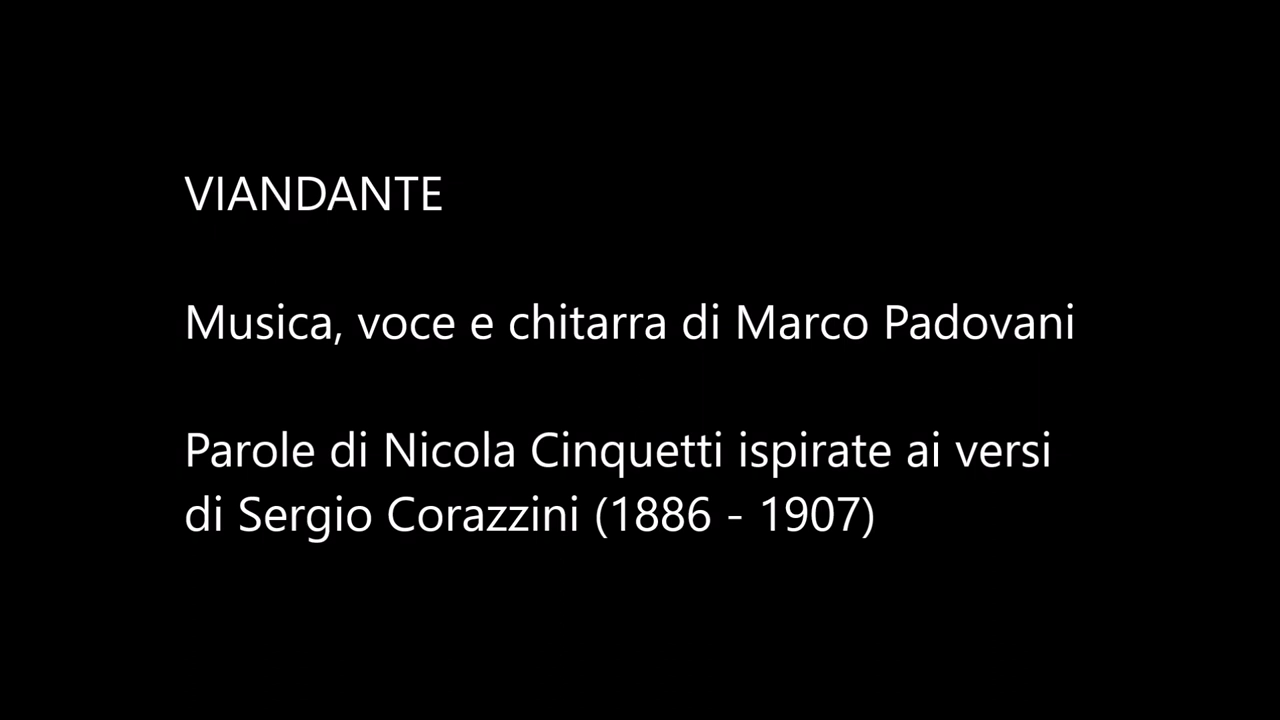 VIANDANTE
Musica, voce e chitarra di Marco Padovani
Parole di Nicola Cinquetti ispirate ai versi
di Sergio Corazzini (1886 - 1907)